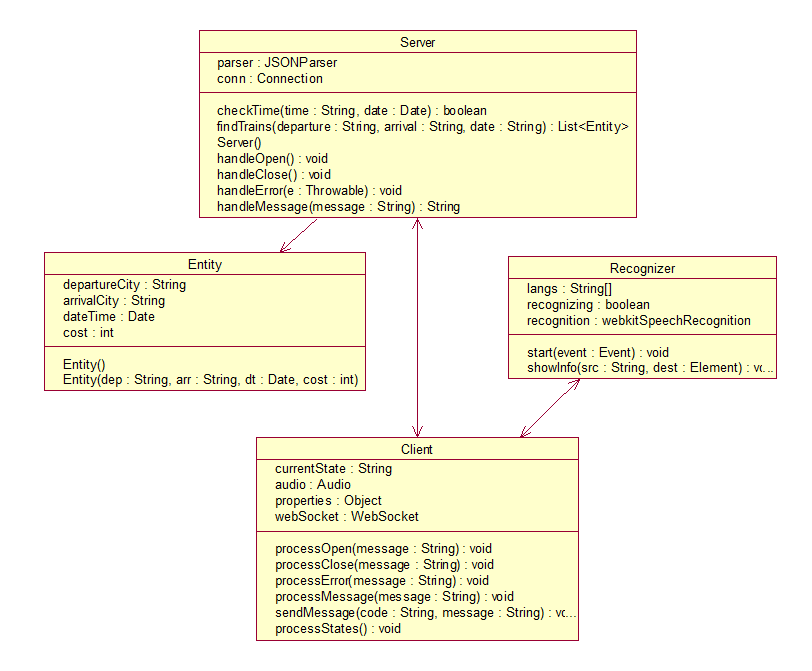 Server
parser : JSONParser
conn : Connection
checkTime(time : String, date : Date) : boolean
findTrains(departure : String, arrival : String, date : String) : List<Entity>
Server()
handleOpen() : void
handleClose() : void
handleError(e : Throwable) : void
handleMessage(message : String) : String
Entity
departureCity : String
arrivalCity : String
dateTime : Date
cost : int
Entity()
Entity(dep : String, arr : String, dt : Date, cost : int)
Recognizer
langs : String[]
recognizing : boolean
recognition : webkitSpeechRecognition
start(event : Event) : void
showInfo(src : String, dest : Element) : vo...
Client
currentState : String
audio : Audio
properties : Object
webSocket : WebSocket
processOpen(message : String) : void
processClose(message : String) : void
processError(message : String) : void
processMessage(message : String) : void
sendMessage(code : String, message : String) : vo...
processStates() : void